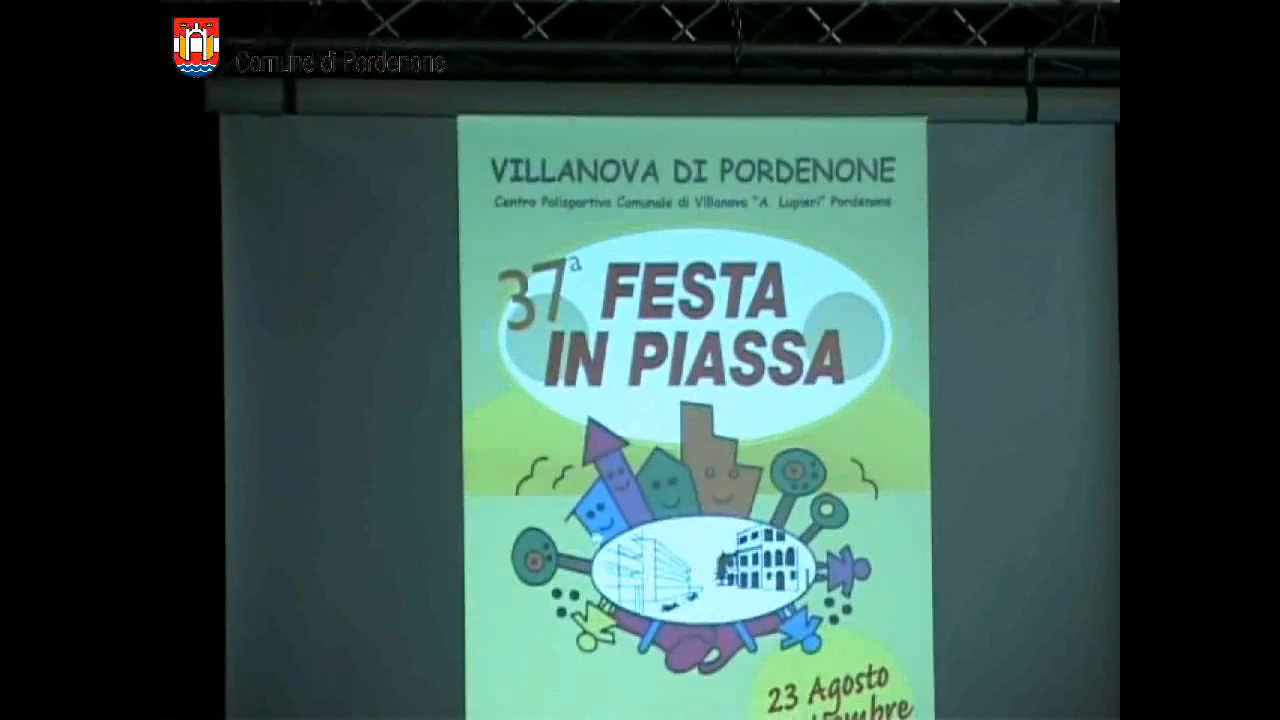 Comune di Pordenone
VILLANOVA DI PORDENONE
Centro Polisportivo Comunale di Villanova "A. Lupieri" Pordenone
37ª FESTA
IN PIASSA
23 Agosto